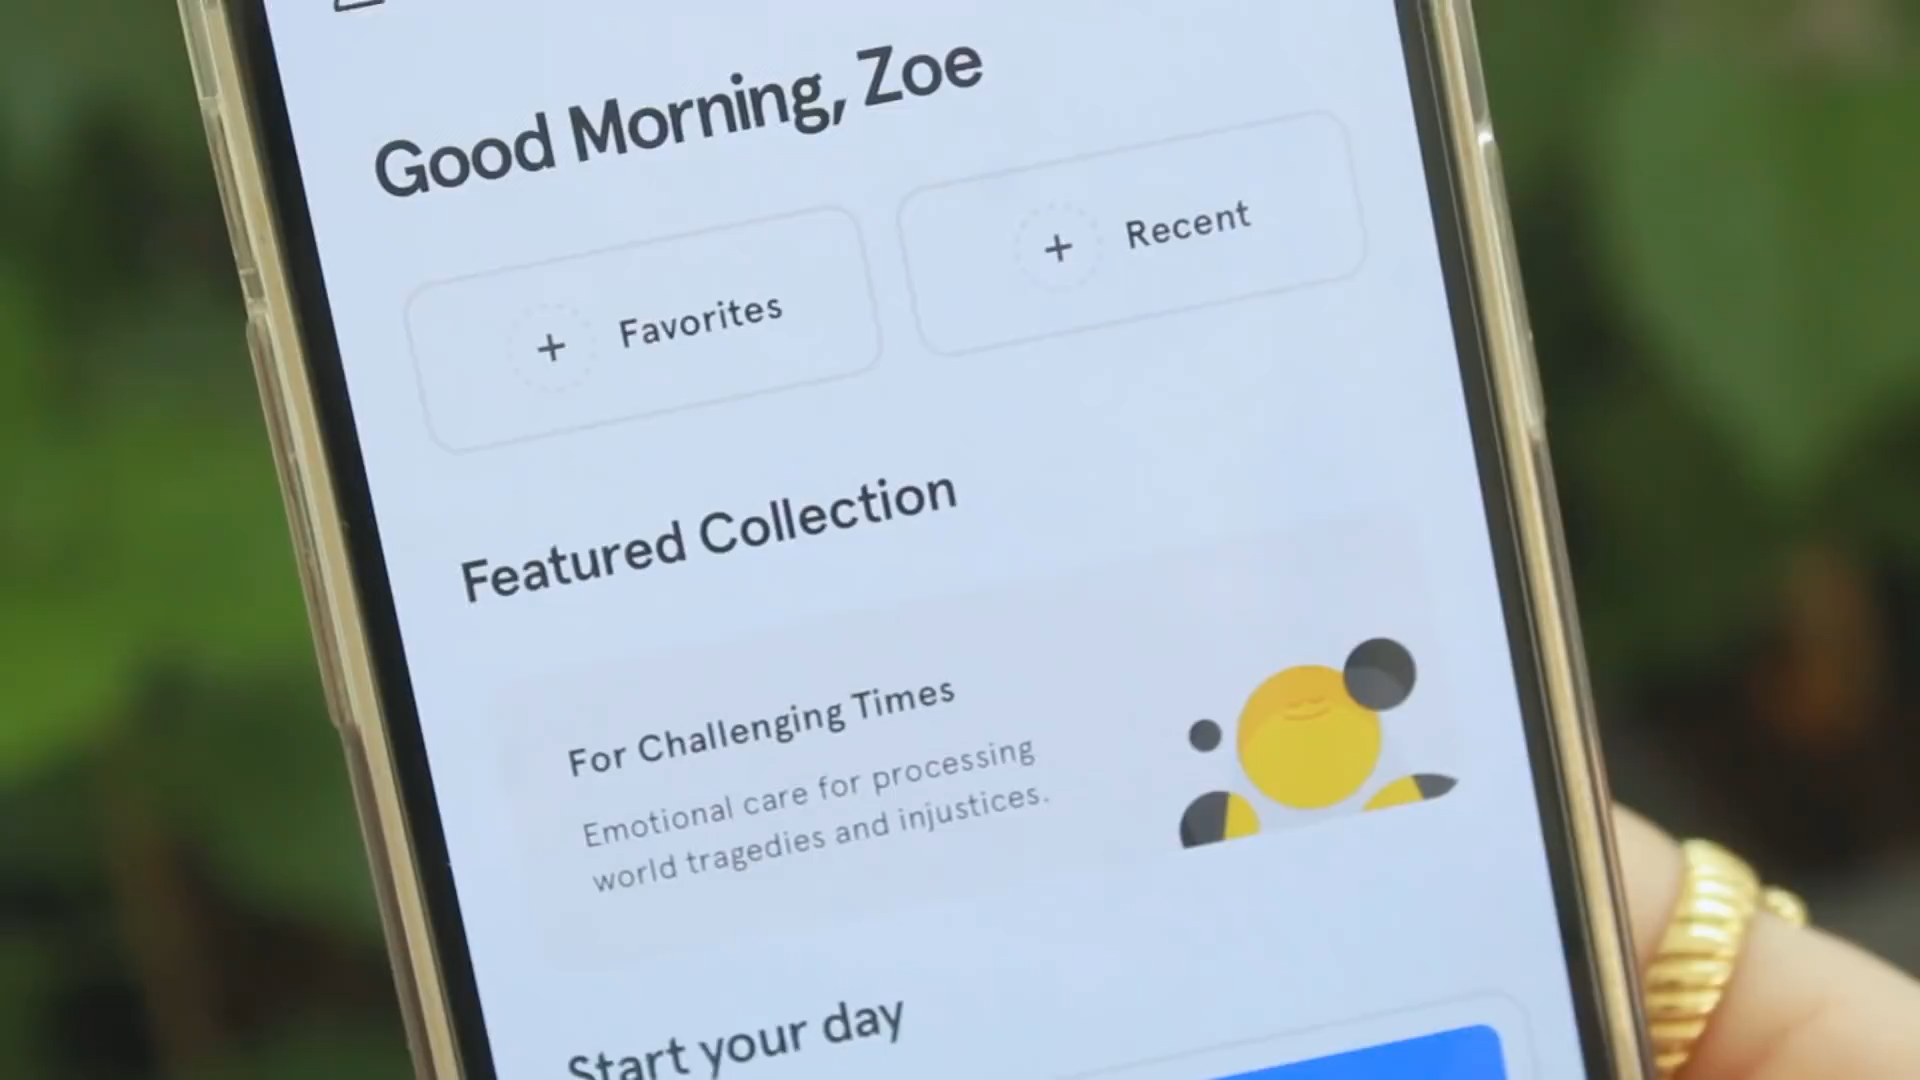 Good Morning, Zoe
+ Favorites
+ Recent
Featured Collection
For Challenging Times
Emotional care for processing
world tragedies and injustices.
Start your day